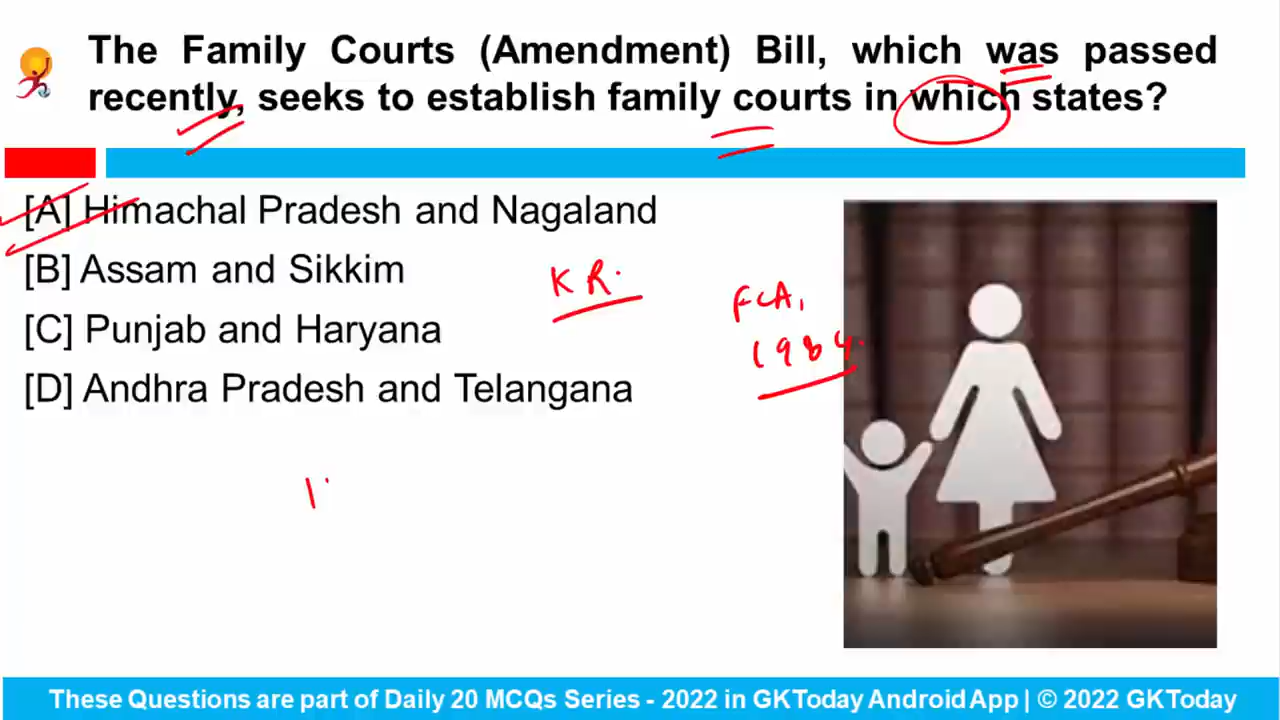 The Family Courts (Amendment) Bill, which was passed
recently, seeks to establish family courts in which states?
[A] Himachal Pradesh and Nagaland
[B] Assam and Sikkim
[C] Punjab and Haryana
[D] Andhra Pradesh and Telangana
K R.
FCA,
1984.
These Questions are part of Daily 20 MCQs Series - 2022 in GKToday Android App | © 2022 GKToday